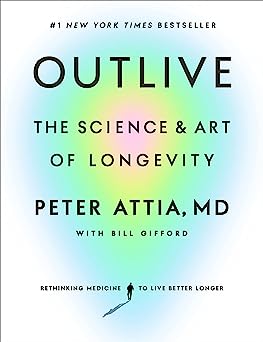 #1 NEW YORK TIMES BESTSELLER
OUTLIVE
THE SCIENCE & ART
OF LONGEVITY
PETER ATTIA, MD
WITH BILL GIFFORD
RETHINKING MEDICINE TO LIVE BETTER LONGER